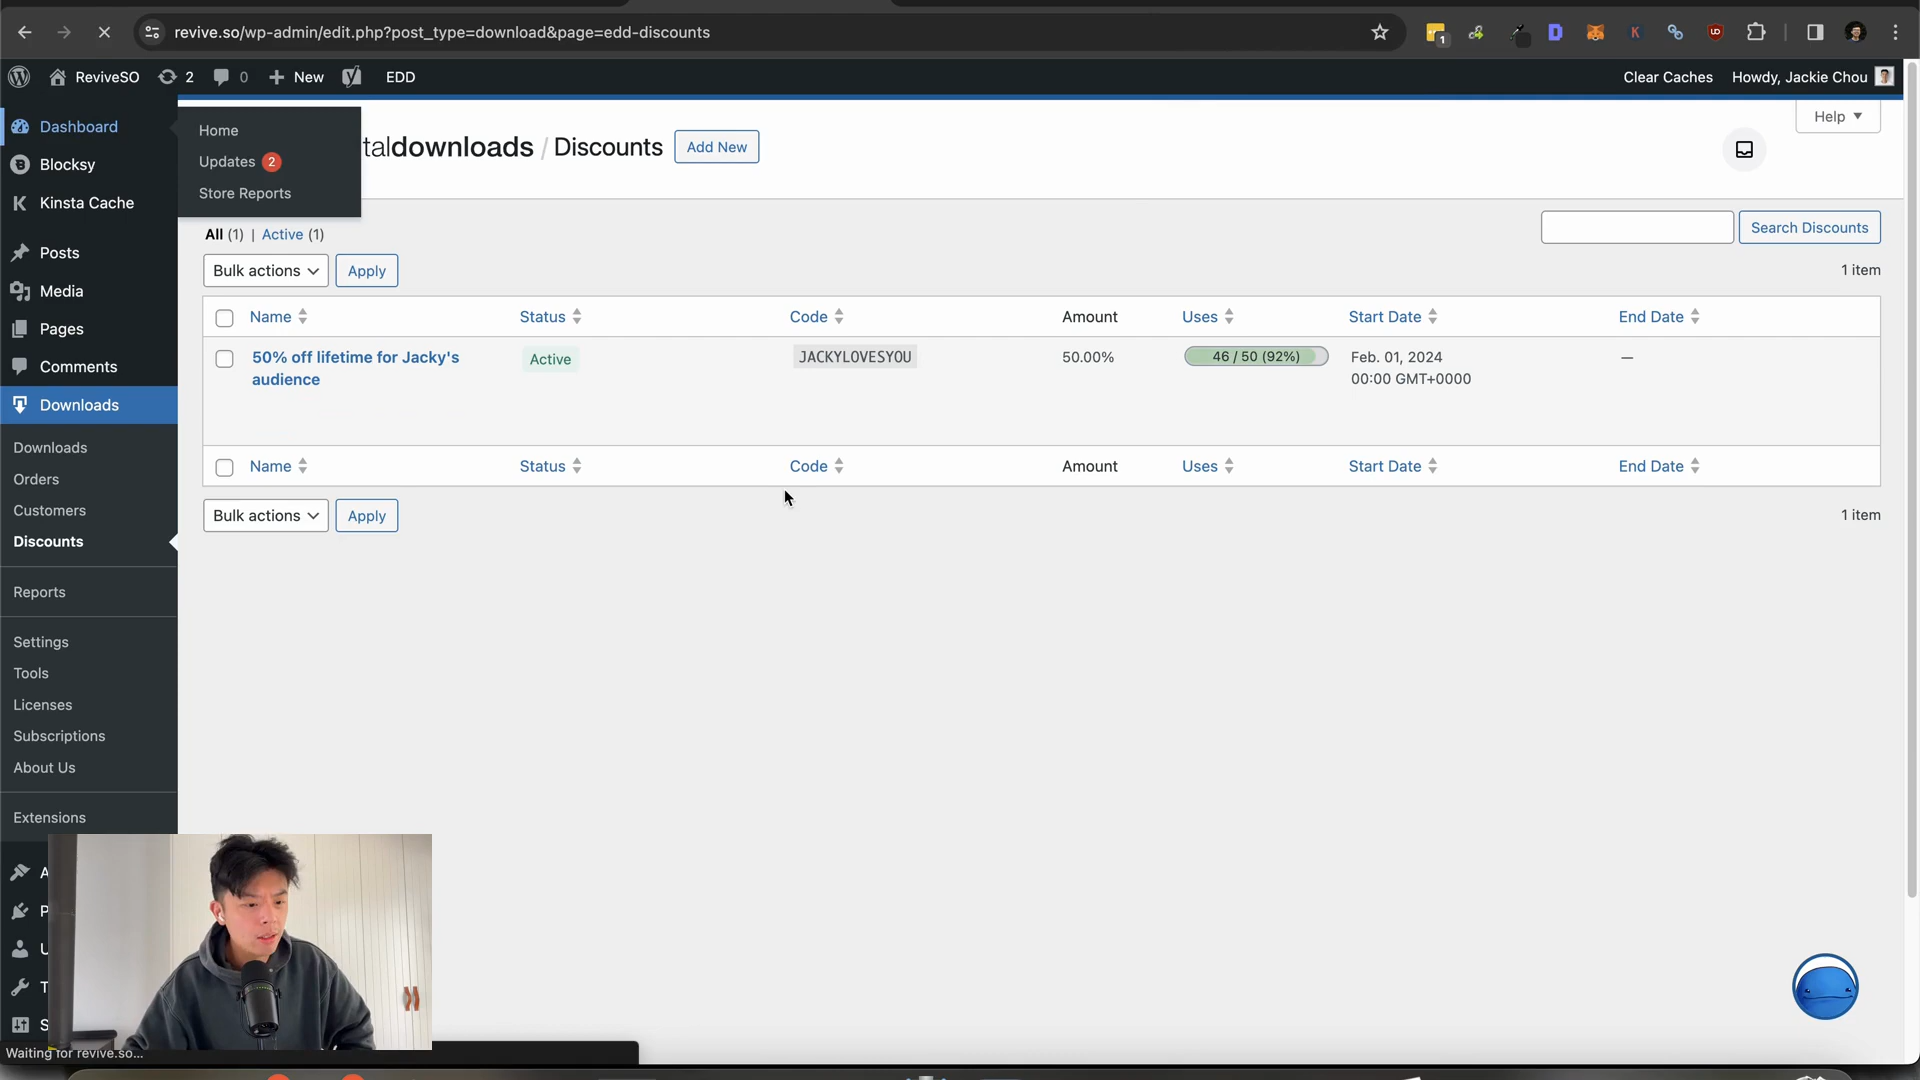 revive.so/wp-admin/edit.php?post_type=download&page=edd-discounts
1
ReviveSO
2
0
New
EDD
Clear Caches
Howdy, Jackie Chou
Dashboard
Blocksy
Kinsta Cache
Posts
Media
Pages
Comments
Downloads
Downloads
Orders
Customers
Discounts
Reports
Settings
Tools
Licenses
Subscriptions
About Us
Extensions
A
P
U
T
S
Home
Updates 2
Store Reports
taldownloads / Discounts
Add New
Help
All (1) | Active (1)
Search Discounts
Bulk actions
Apply
1 item
Name Status Code Amount Uses Start Date End Date
50% off lifetime for Jacky's Active JACKYLOVESYOU 50.00% 46 / 50 (92%) Feb. 01, 2024 —
audience 00:00 GMT+0000
Name Status Code Amount Uses Start Date End Date
Bulk actions
Apply
1 item
Waiting for revive.so...